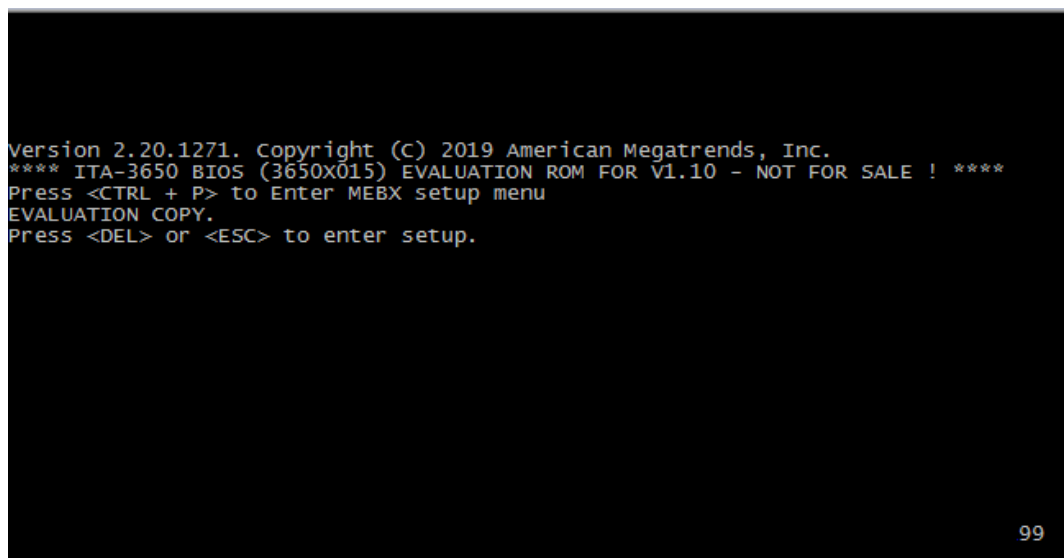 Version 2.20.1271. Copyright (C) 2019 American Megatrends, Inc.
**** ITA-3650 BIOS (3650X015) EVALUATION ROM FOR V1.10 - NOT FOR SALE ! ****
Press <CTRL + P> to Enter MEBX setup menu
EVALUATION COPY.
Press <DEL> or <ESC> to enter setup.
99